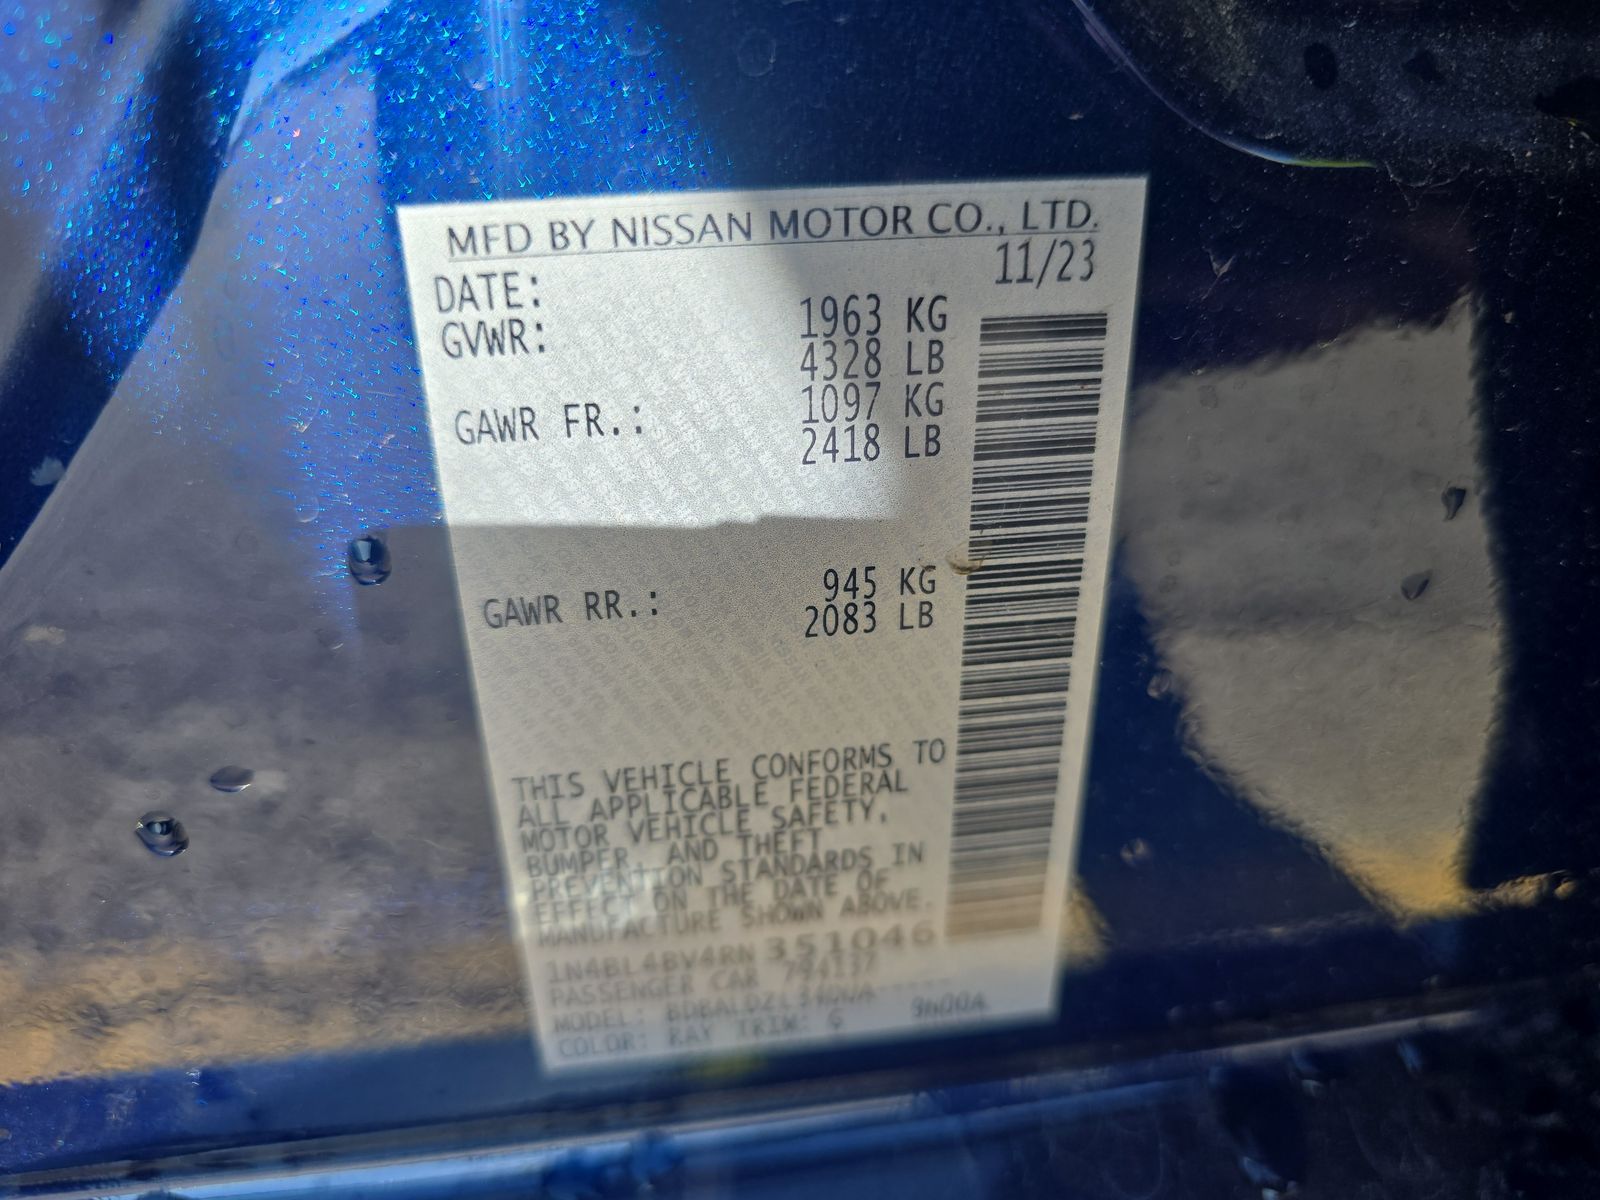 MFD BY NISSAN MOTOR CO., LTD.
DATE: 11/23
GVWR: 1963 KG
4328 LB
GAWR FR.: 1097 KG
2418 LB
GAWR RR.: 945 KG
2083 LB
THIS VEHICLE CONFORMS TO
ALL APPLICABLE FEDERAL
MOTOR VEHICLE SAFETY,
BUMPER, AND THEFT
PREVENTION STANDARDS IN
EFFECT ON THE DATE OF
MANUFACTURE SHOWN ABOVE.
1N4BL4BV4RN351046
PASSENGER CAR 794137
MODEL:
COLOR: RAY TRIM: G